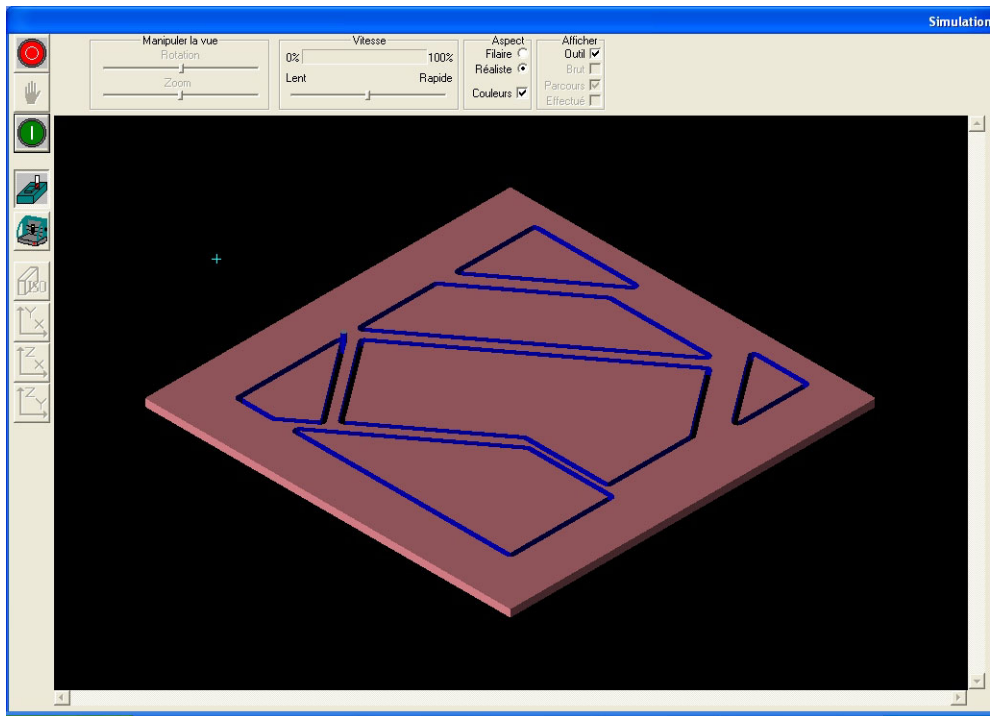 Simulation
Manipuler la vue
Rotation
Zoom
Vitesse
0% 100%
Lent Rapide
Aspect
Filaire
Réaliste
Couleurs
Afficher
Outil
Brut
Parcours
Effectué
ISO
Y X
Z X
Z Y